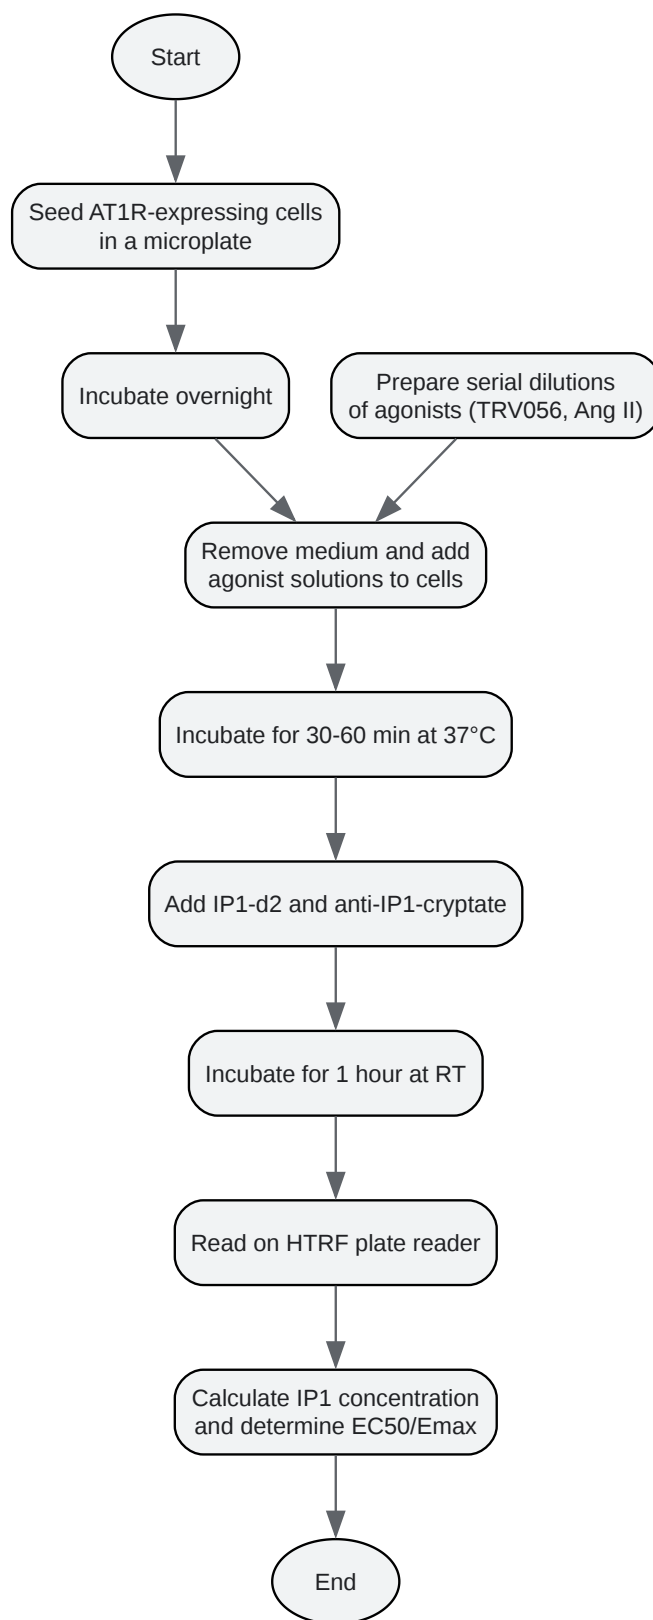 Start
Seed AT1R-expressing cells
in a microplate
Incubate overnight
Prepare serial dilutions
of agonists (TRV056, Ang II)
Remove medium and add
agonist solutions to cells
Incubate for 30-60 min at 37°C
Add IP1-d2 and anti-IP1-cryptate
Incubate for 1 hour at RT
Read on HTRF plate reader
Calculate IP1 concentration
and determine EC50/Emax
End